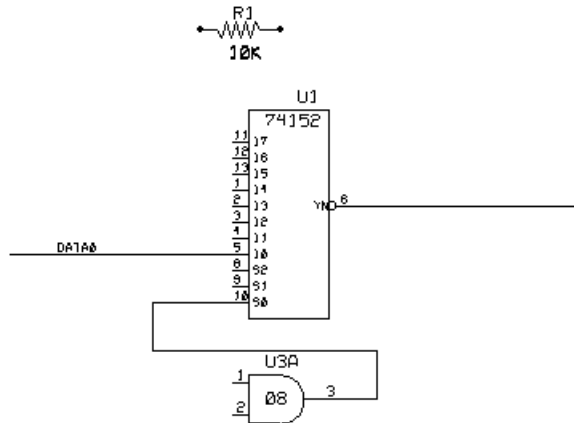 R1
10K
U1
74152
11 I7
12 I6
13 I5
1 I4
2 I3
YN 6
3 I2
4 I1
DATA0 5 I0
8 S2
9 S1
10 S0
U3A
1
08 3
2